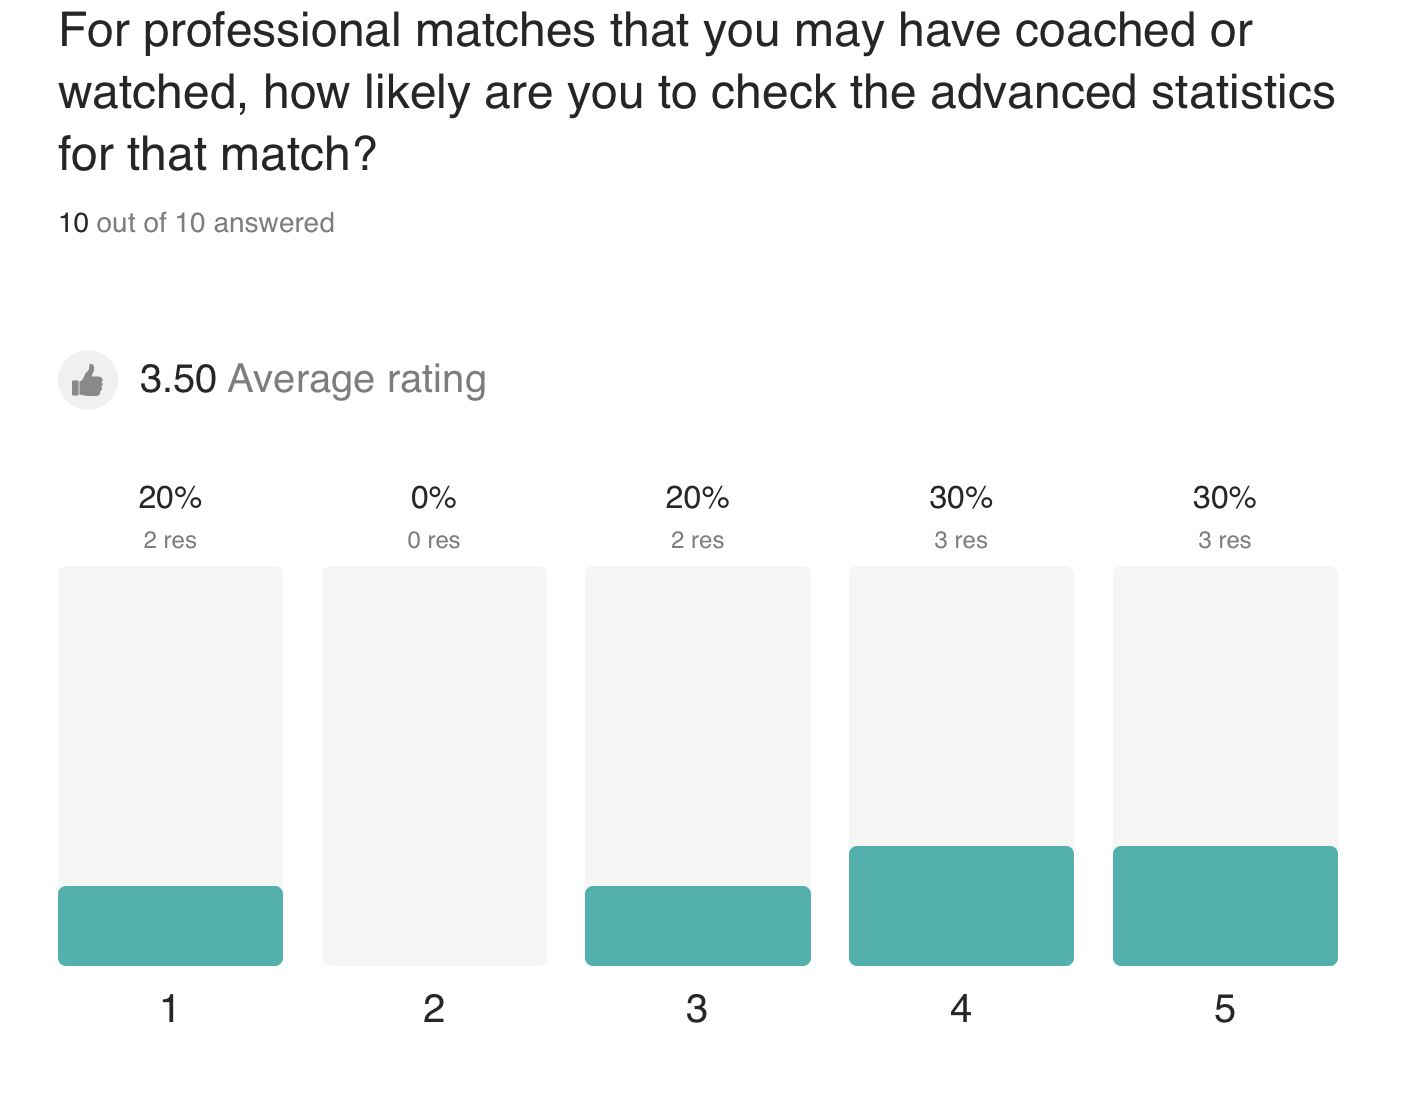 For professional matches that you may have coached or
watched, how likely are you to check the advanced statistics
for that match?
10 out of 10 answered
3.50 Average rating
20% 0% 20% 30% 30%
2 res 0 res 2 res 3 res 3 res
1 2 3 4 5